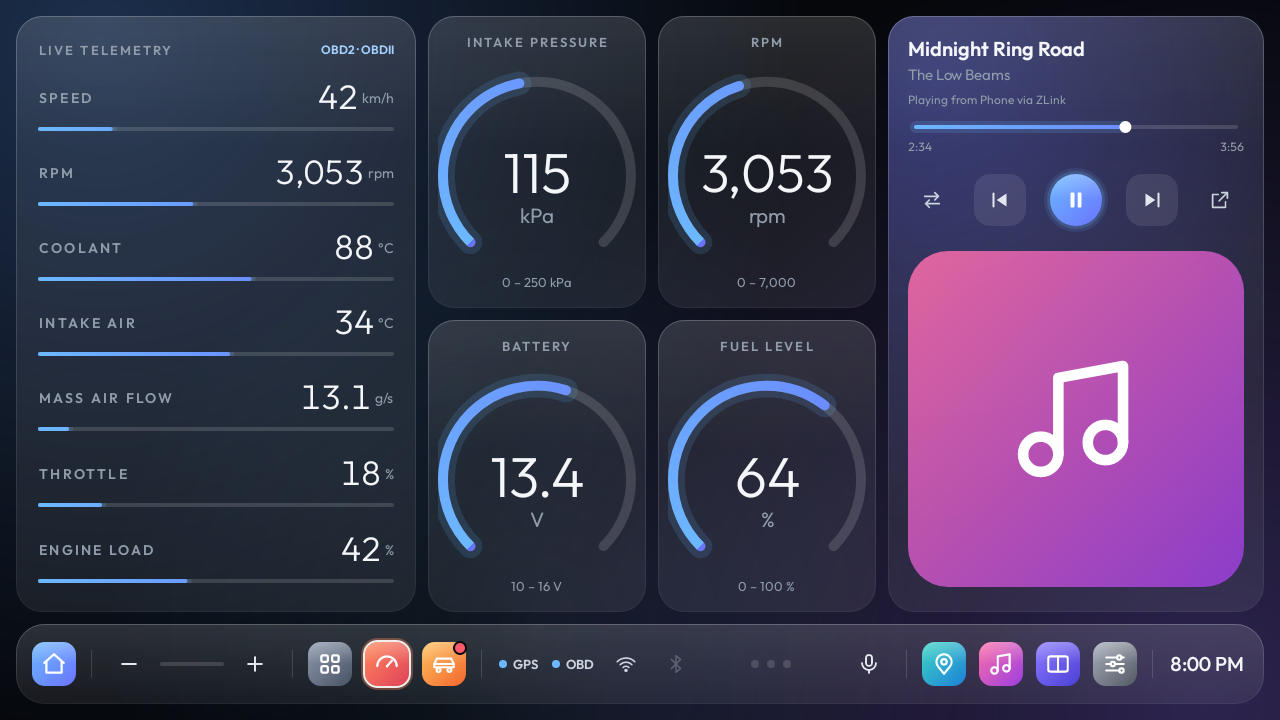 LIVE TELEMETRY
OBD2·OBDII
SPEED
42 km/h
RPM
3,053 rpm
COOLANT
88 °C
INTAKE AIR
34 °C
MASS AIR FLOW
13.1 g/s
THROTTLE
18 %
ENGINE LOAD
42 %
INTAKE PRESSURE
115
kPa
0 – 250 kPa
RPM
3,053
rpm
0 – 7,000
BATTERY
13.4
V
10 – 16 V
FUEL LEVEL
64
%
0 – 100 %
Midnight Ring Road
The Low Beams
Playing from Phone via ZLink
2:34
3:56
GPS
OBD
8:00 PM